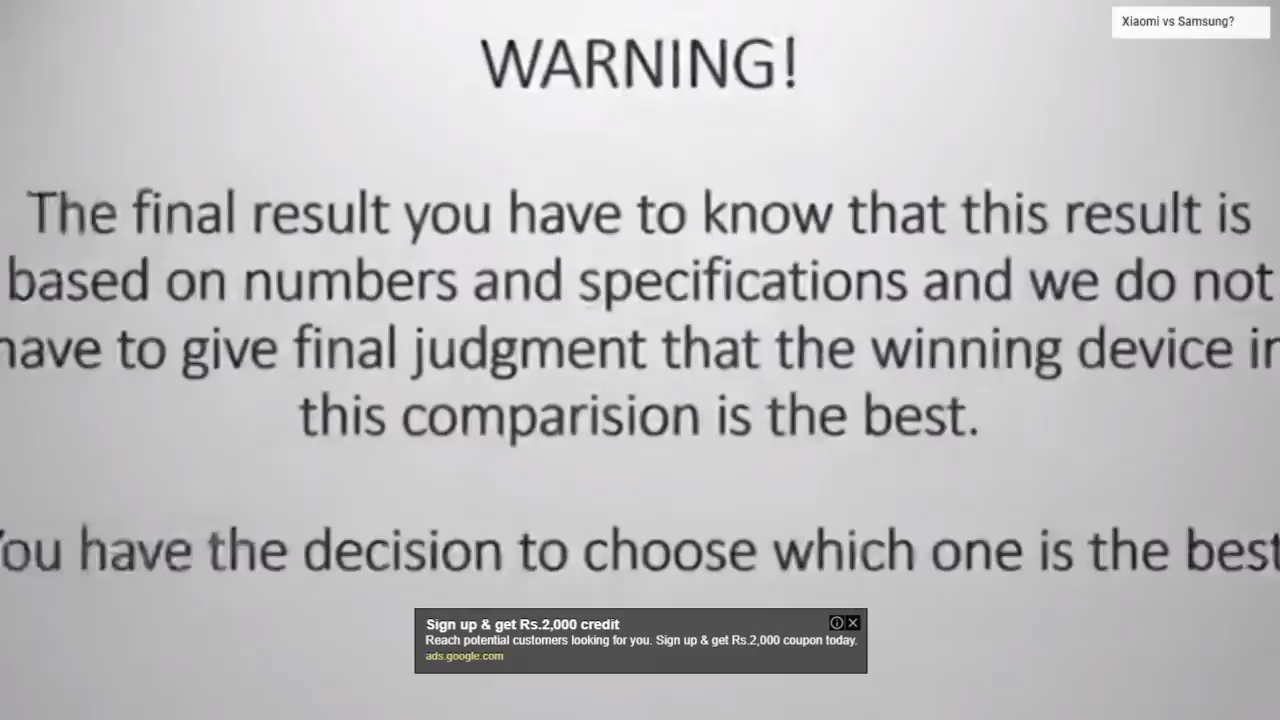 Xiaomi vs Samsung?
WARNING!
The final result you have to know that this result is
based on numbers and specifications and we do not
have to give final judgment that the winning device in
this comparision is the best.
You have the decision to choose which one is the best
Sign up & get Rs.2,000 credit
Reach potential customers looking for you. Sign up & get Rs.2,000 coupon today.
ads.google.com